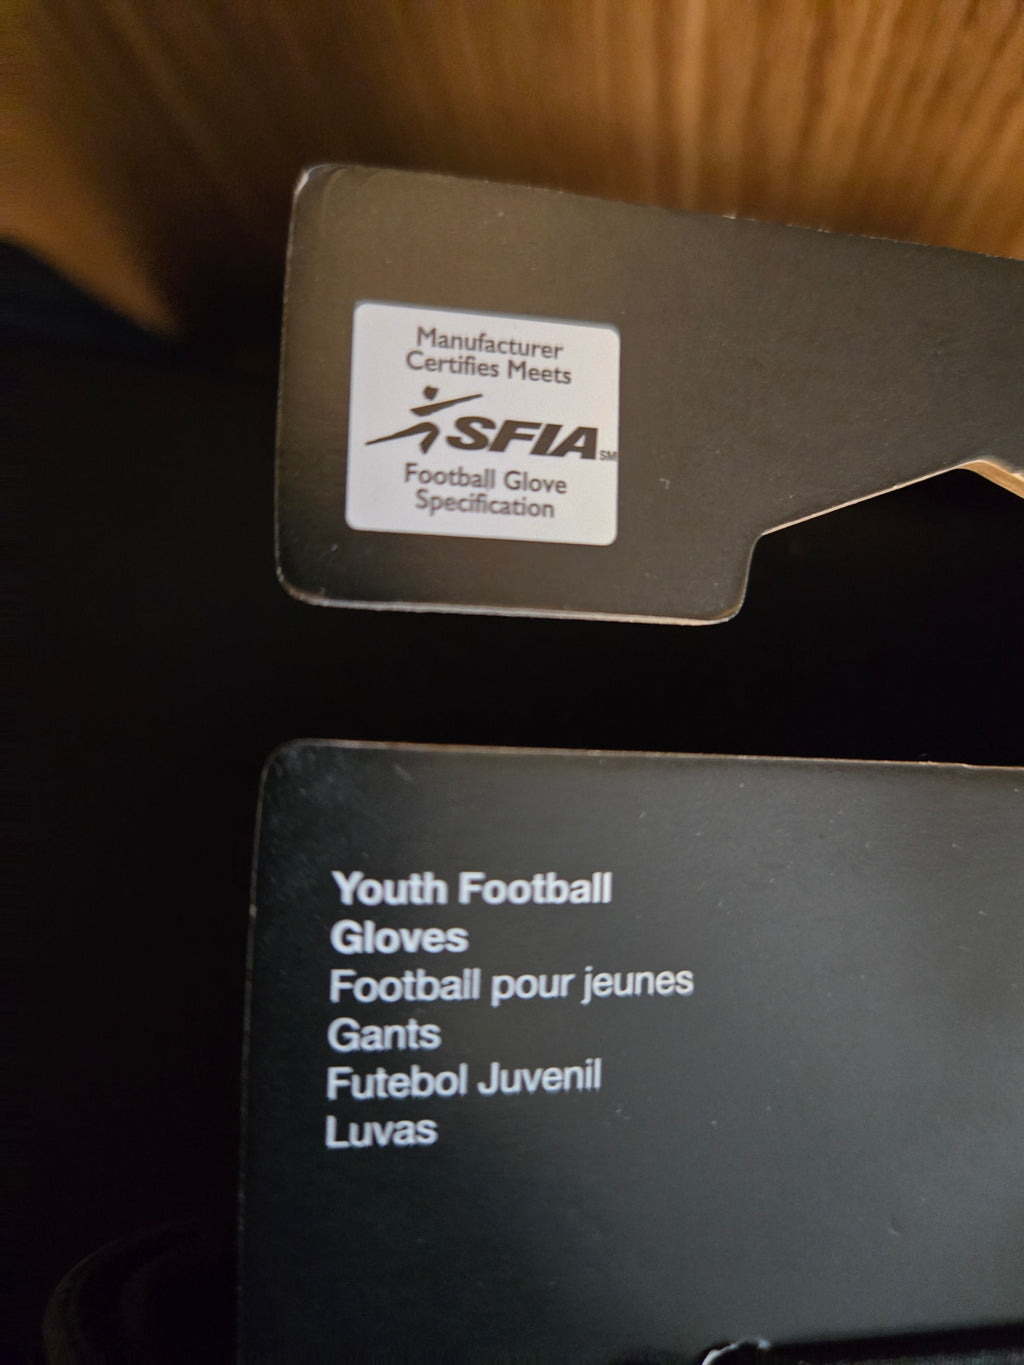 Manufacturer
Certifies Meets
SFIA SM
Football Glove
Specification
Youth Football
Gloves
Football pour jeunes
Gants
Futebol Juvenil
Luvas